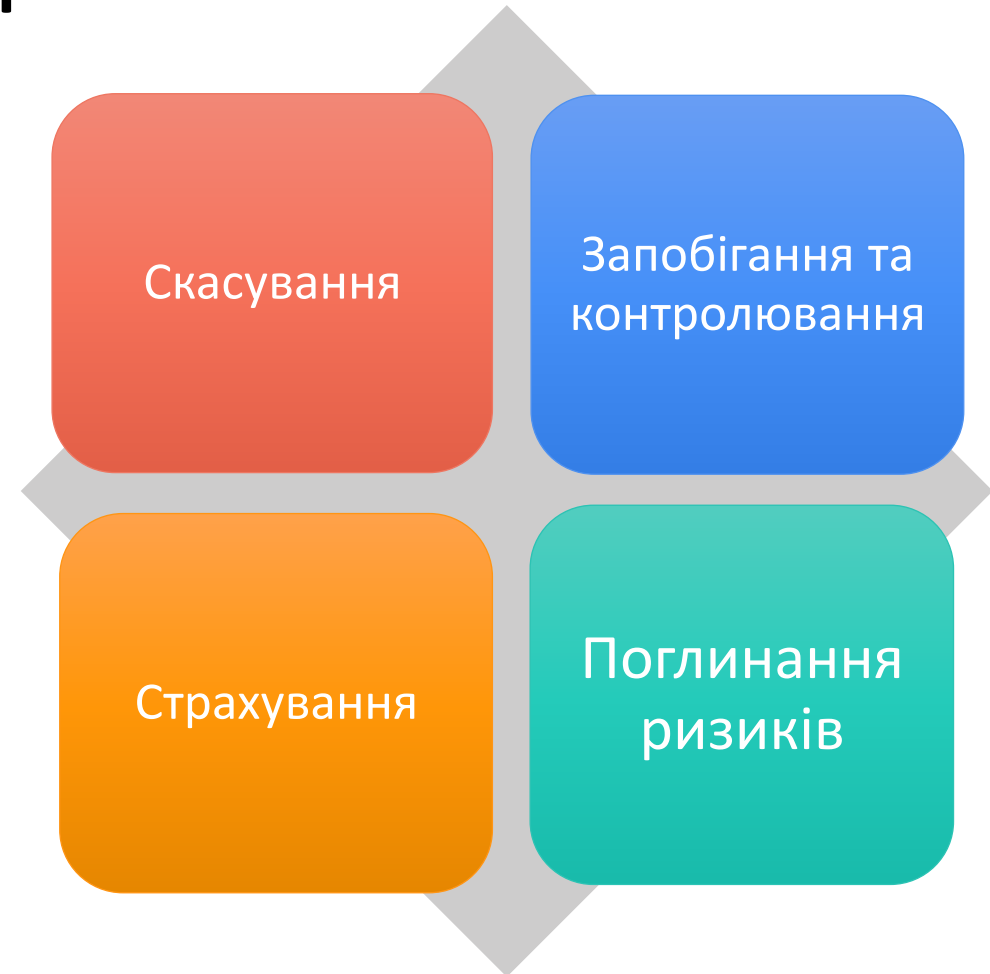 Скасування
Запобігання та
контролювання
Страхування
Поглинання
ризиків